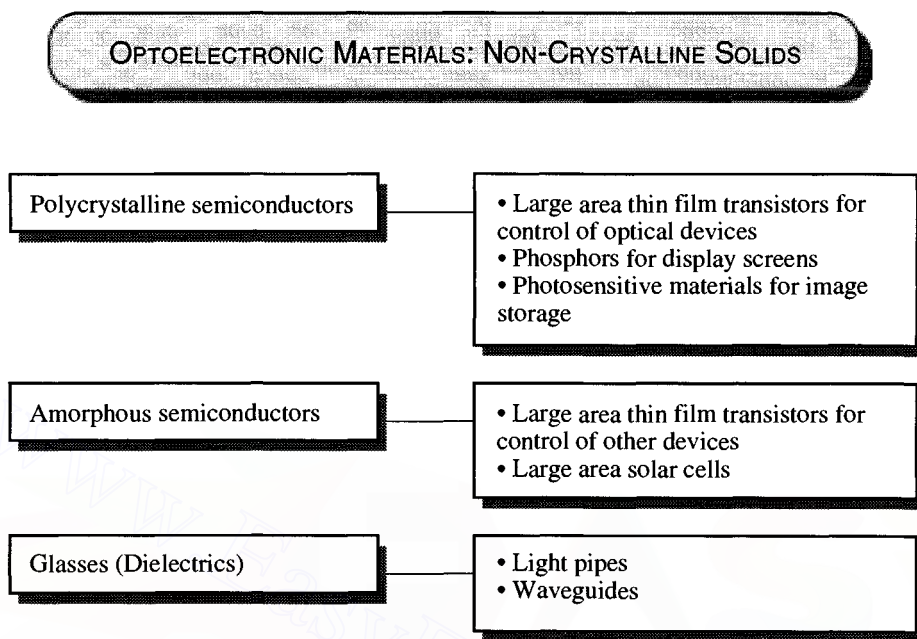 OPTOELECTRONIC MATERIALS: NON-CRYSTALLINE SOLIDS
Polycrystalline semiconductors
• Large area thin film transistors for
control of optical devices
• Phosphors for display screens
• Photosensitive materials for image
storage
Amorphous semiconductors
• Large area thin film transistors for
control of other devices
• Large area solar cells
Glasses (Dielectrics)
• Light pipes
• Waveguides